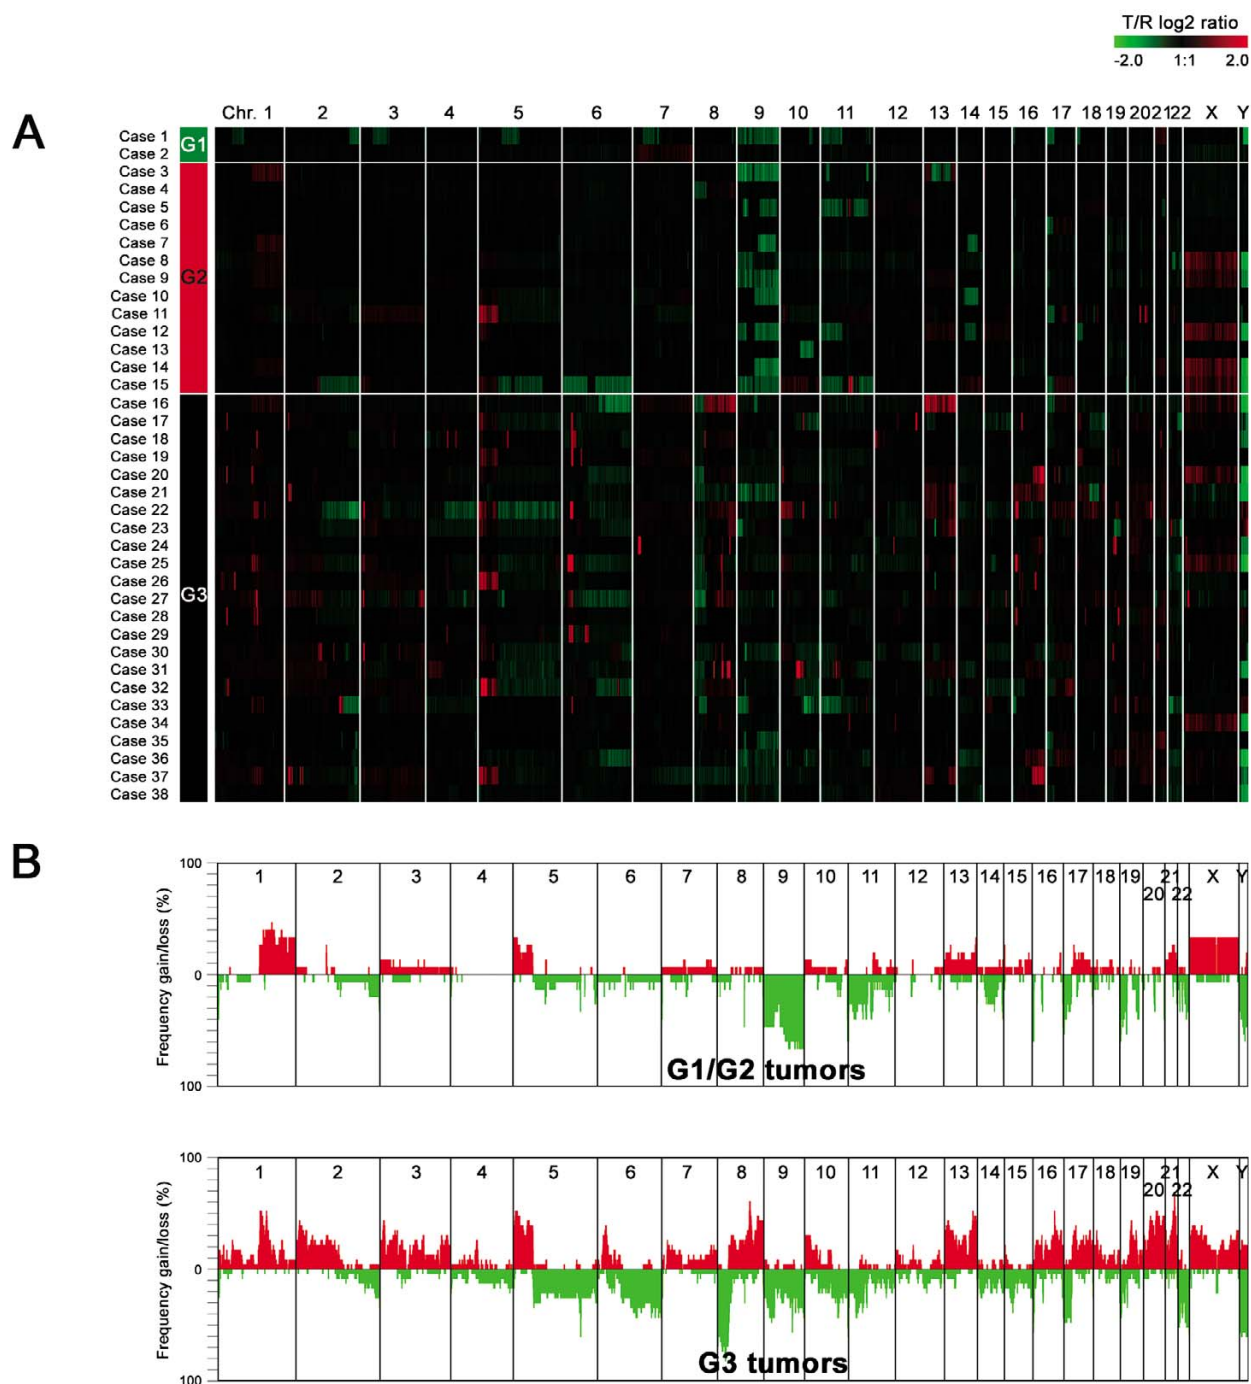 T/R log2 ratio
-2.0 1:1 2.0
A
Chr. 1 2 3 4 5 6 7 8 9 10 11 12 13 14 15 16 17 18 19 20 21 22 X Y
Case 1
G1
Case 2
Case 3
Case 4
Case 5
Case 6
Case 7
Case 8
Case 9
G2
Case 10
Case 11
Case 12
Case 13
Case 14
Case 15
Case 16
Case 17
Case 18
Case 19
Case 20
Case 21
Case 22
Case 23
Case 24
Case 25
Case 26
Case 27
G3
Case 28
Case 29
Case 30
Case 31
Case 32
Case 33
Case 34
Case 35
Case 36
Case 37
Case 38
B
Frequency gain/loss (%)
100
0
100
1 2 3 4 5 6 7 8 9 10 11 12 13 14 15 16 17 18 19 20 21 22 X Y
G1/G2 tumors
Frequency gain/loss (%)
100
0
100
1 2 3 4 5 6 7 8 9 10 11 12 13 14 15 16 17 18 19 20 21 22 X Y
G3 tumors